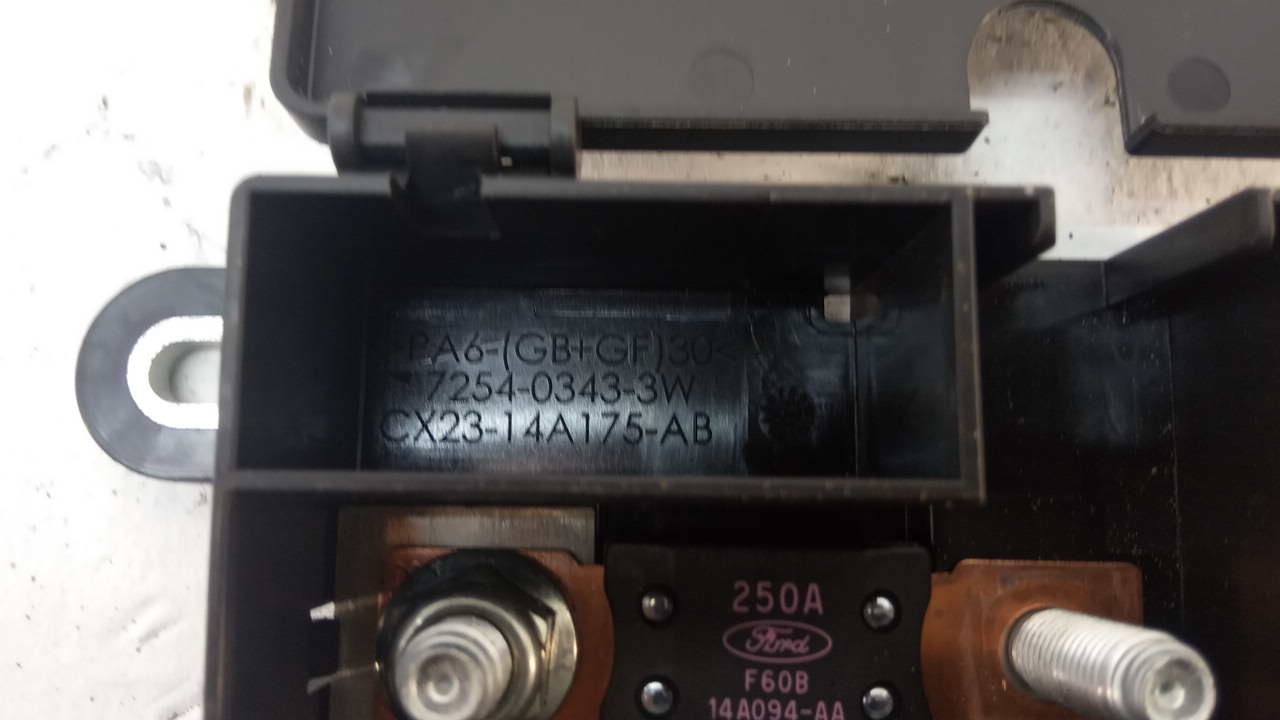 PA6-(GB+GF)30<
7254-0343-3W
CX23-14A175-AB
250A
Ford
F60B
14A094-AA